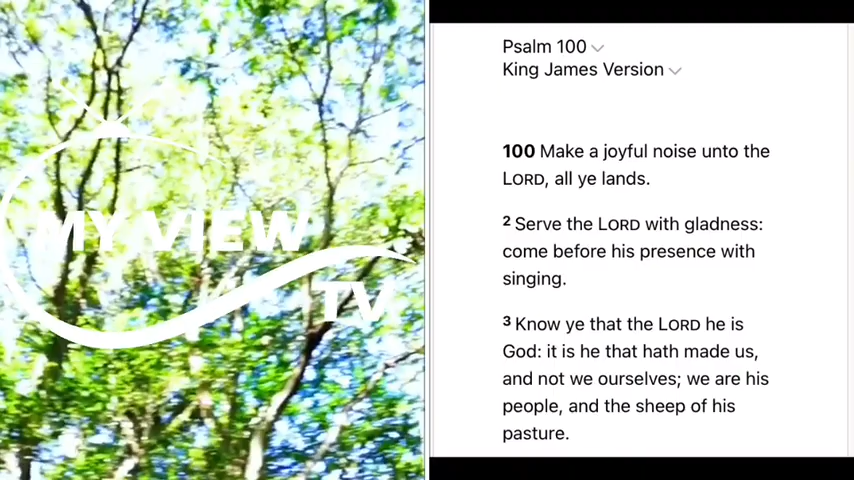 MY VIEW
TV
Psalm 100
King James Version
100 Make a joyful noise unto the
LORD, all ye lands.
2 Serve the LORD with gladness:
come before his presence with
singing.
3 Know ye that the LORD he is
God: it is he that hath made us,
and not we ourselves; we are his
people, and the sheep of his
pasture.